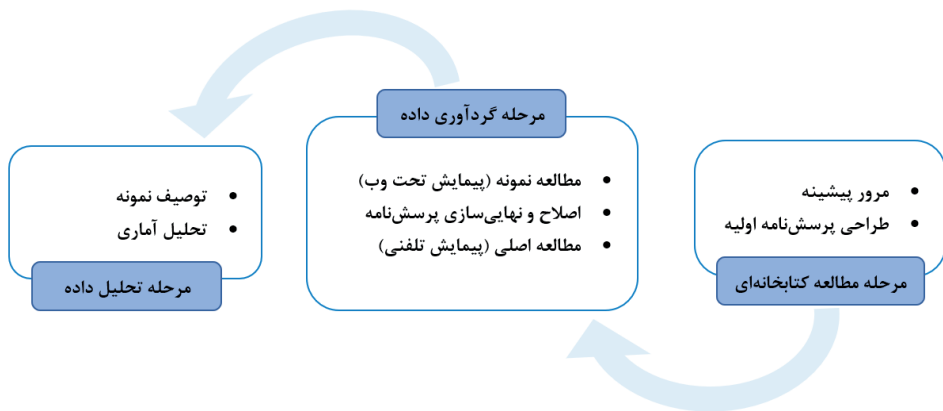 مرحله مطالعه کتابخانه‌ای
مرور پیشینه
طراحی پرسش‌نامه اولیه
مرحله گردآوری داده
مطالعه نمونه (پیمایش تحت وب)
اصلاح و نهایی‌سازی پرسش‌نامه
مطالعه اصلی (پیمایش تلفنی)
مرحله تحلیل داده
توصیف نمونه
تحلیل آماری